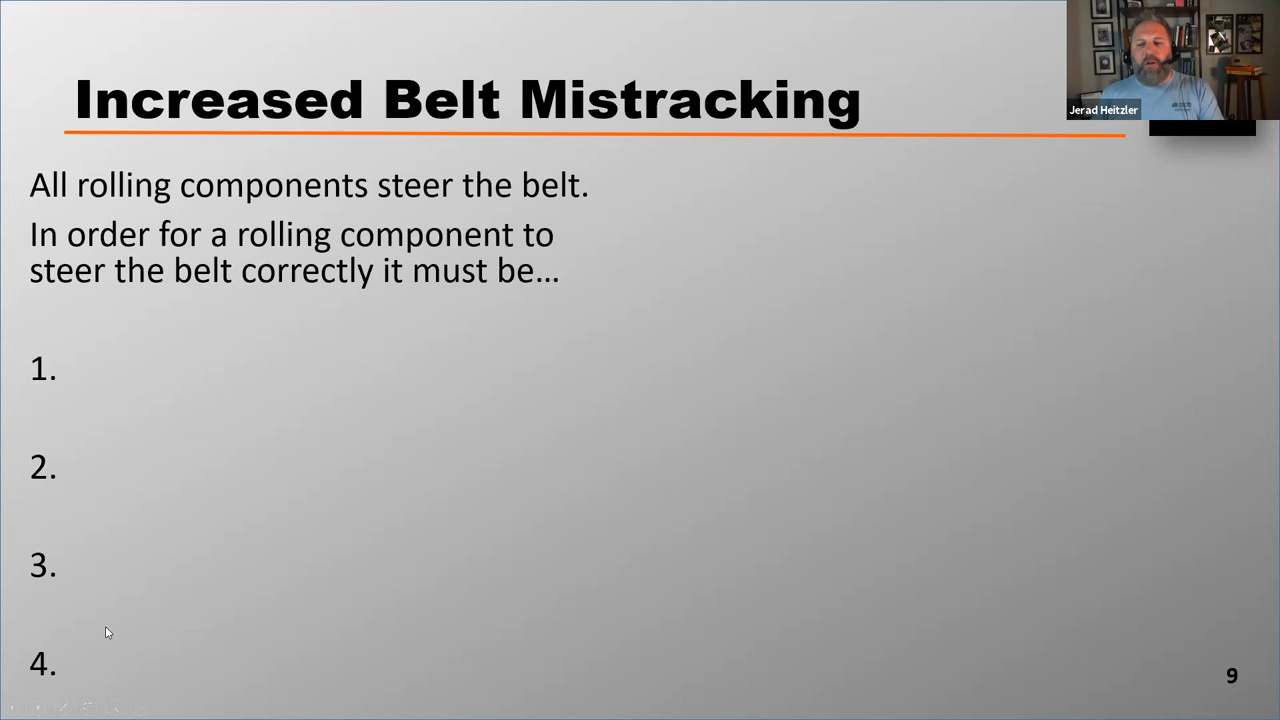 Increased Belt Mistracking
Jerad Heitzler
All rolling components steer the belt.
In order for a rolling component to
steer the belt correctly it must be…
1.
2.
3.
4.
9